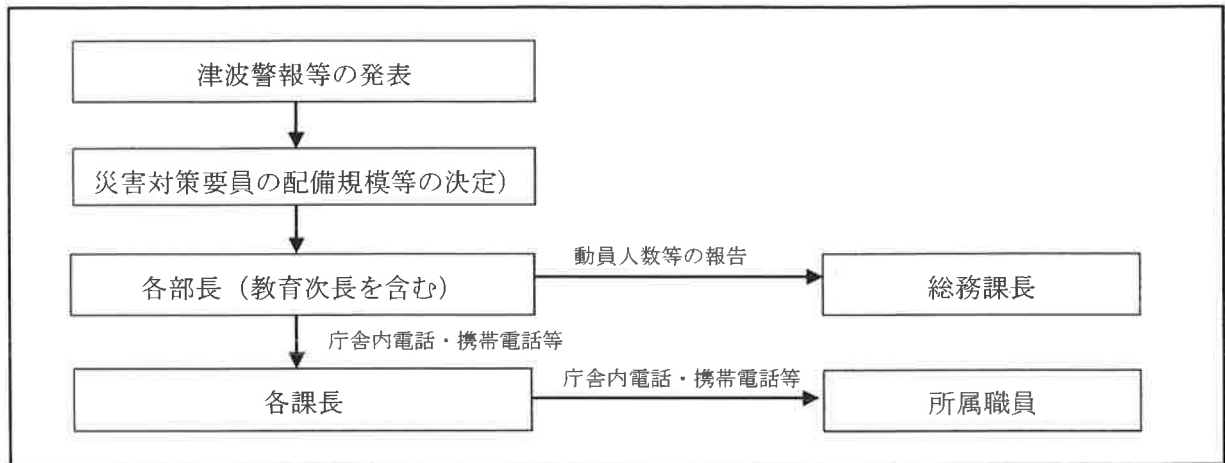 津波警報等の発表
災害対策要員の配備規模等の決定)
動員人数等の報告
各部長（教育次長を含む）
総務課長
庁舎内電話・携帯電話等
庁舎内電話・携帯電話等
各課長
所属職員